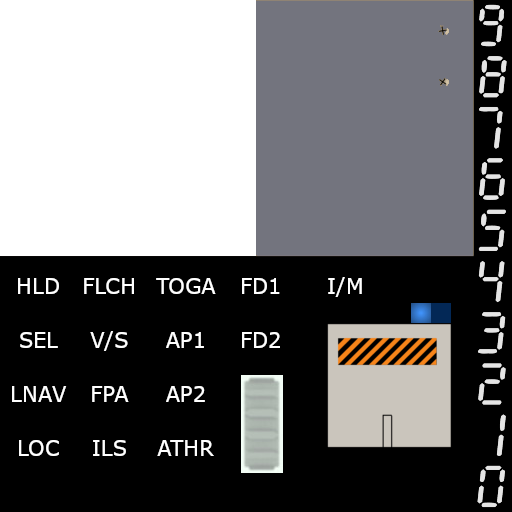 HLD FLCH TOGA FD1 I/M
SEL V/S AP1 FD2
LNAV FPA AP2
LOC ILS ATHR
9
8
7
6
5
4
3
2
1
0